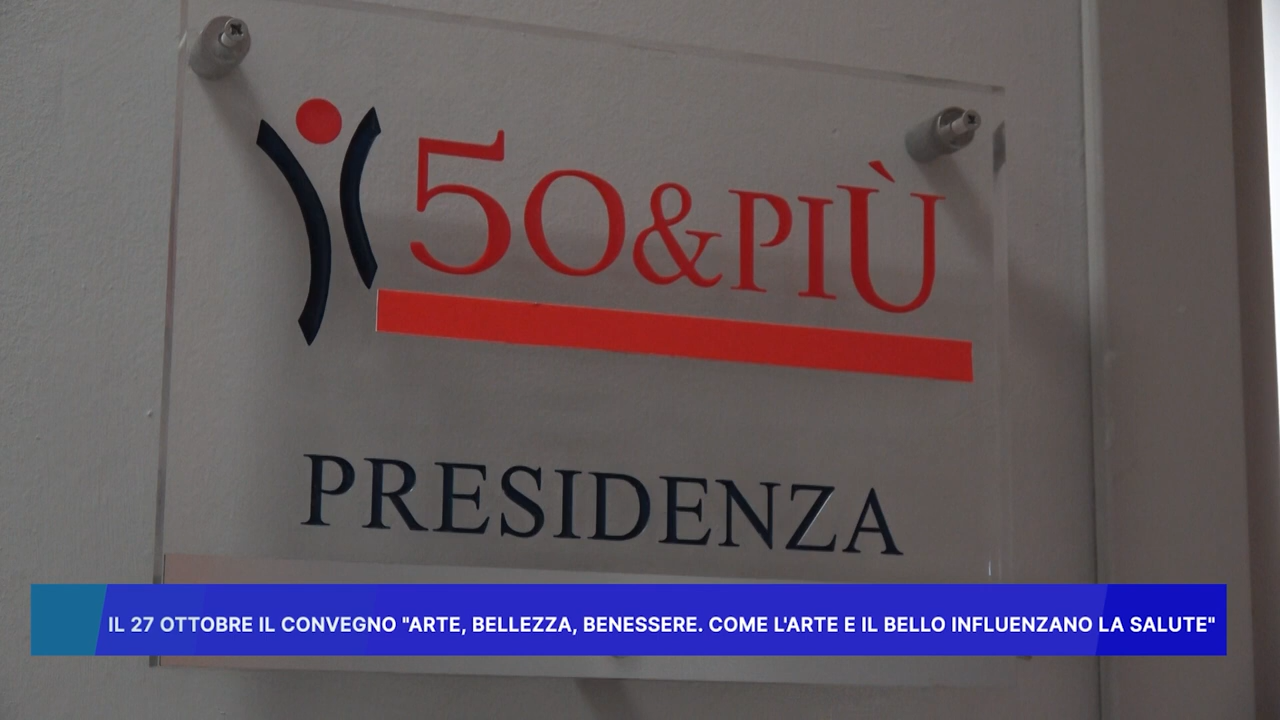 50&PIÙ
PRESIDENZA
IL 27 OTTOBRE IL CONVEGNO "ARTE, BELLEZZA, BENESSERE. COME L'ARTE E IL BELLO INFLUENZANO LA SALUTE"